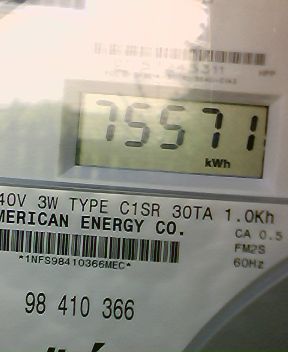 75571
kWh
40V 3W TYPE C1SR 30TA 1.0Kh
MERICAN ENERGY CO.
CA 0.5
*1NFS98410366MEC*
FM2S
60Hz
98 410 366